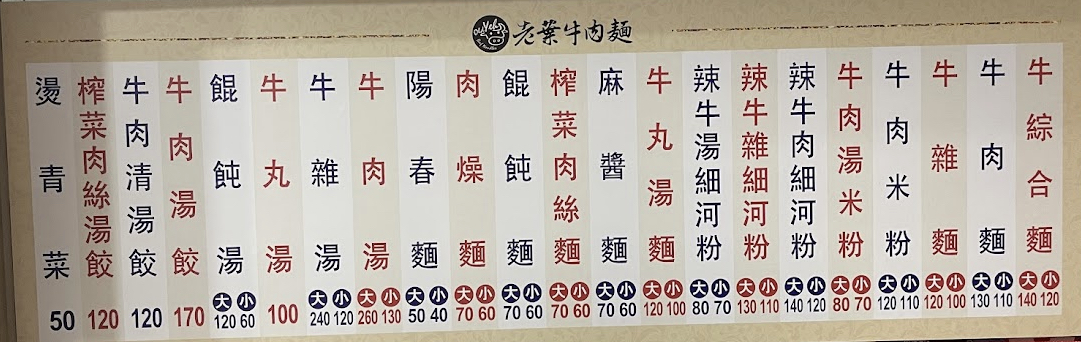 老葉牛肉麵
牛綜合麵 大 小 140 120
牛肉麵 大 小 130 110
牛雜麵 大 小 120 100
牛肉米粉 大 小 120 110
牛肉湯米粉 大 小 80 70
辣牛肉細河粉 大 小 140 120
辣牛雜細河粉 大 小 130 110
辣牛湯細河粉 大 小 80 70
牛丸湯麵 大 小 120 100
麻醬麵 大 小 70 60
榨菜肉絲麵 大 小 70 60
餛飩麵 大 小 70 60
肉燥麵 大 小 70 60
陽春麵 大 小 50 40
牛肉湯 大 小 260 130
牛雜湯 大 小 240 120
牛丸湯 100
餛飩湯 大 小 120 60
牛肉湯餃 170
牛肉清湯餃 120
榨菜肉絲湯餃 120
燙青菜 50